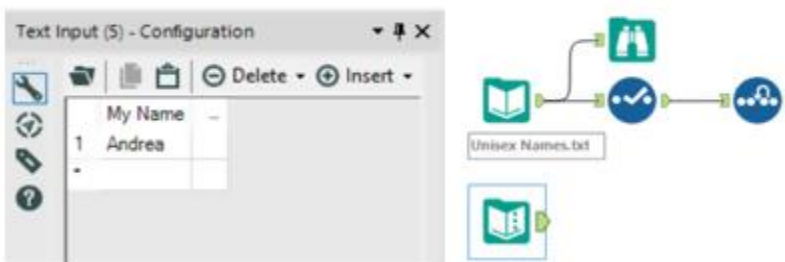 Text Input (5) - Configuration
Delete Insert
My Name
1 Andrea
Unisex Names.txt